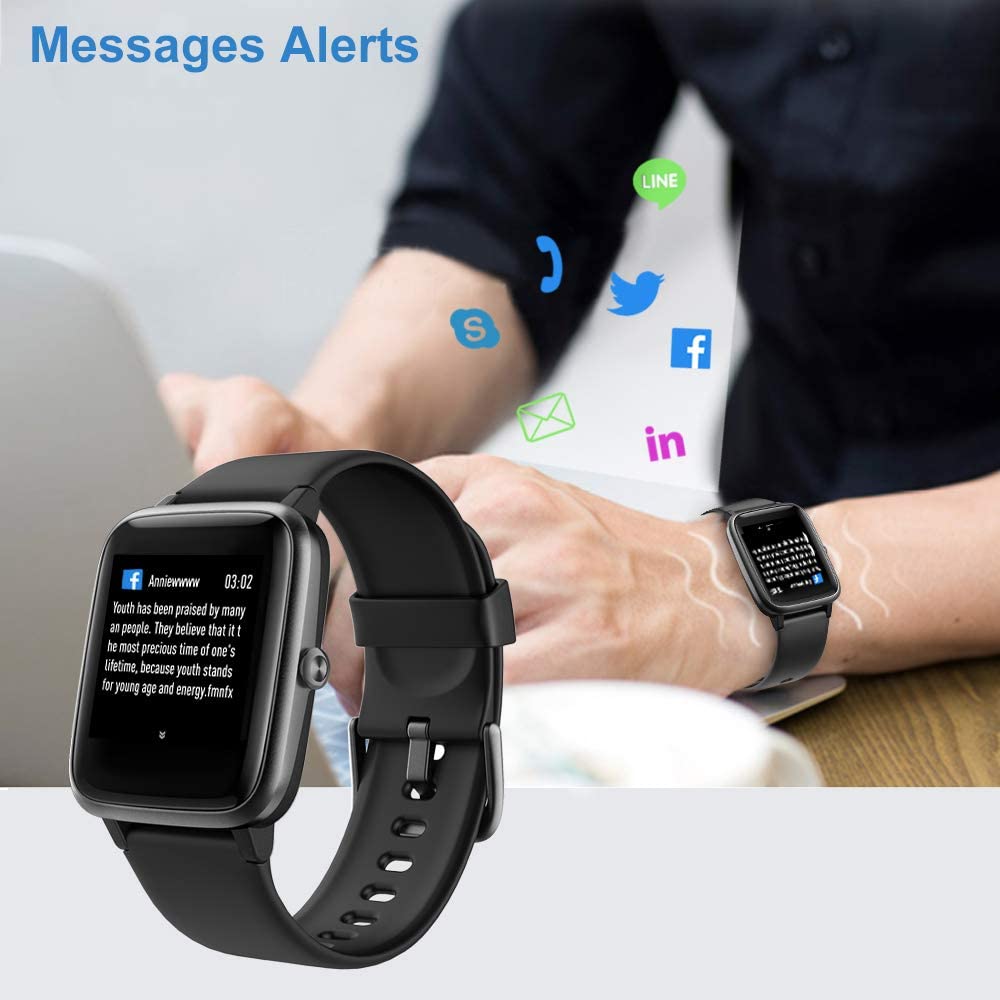 Messages Alerts
LINE
S
f
in
f Anniewwww 03:02
Youth has been praised by many
an people. They believe that it t
he most precious time of one's
lifetime, because youth stands
for young age and energy.fmnfx